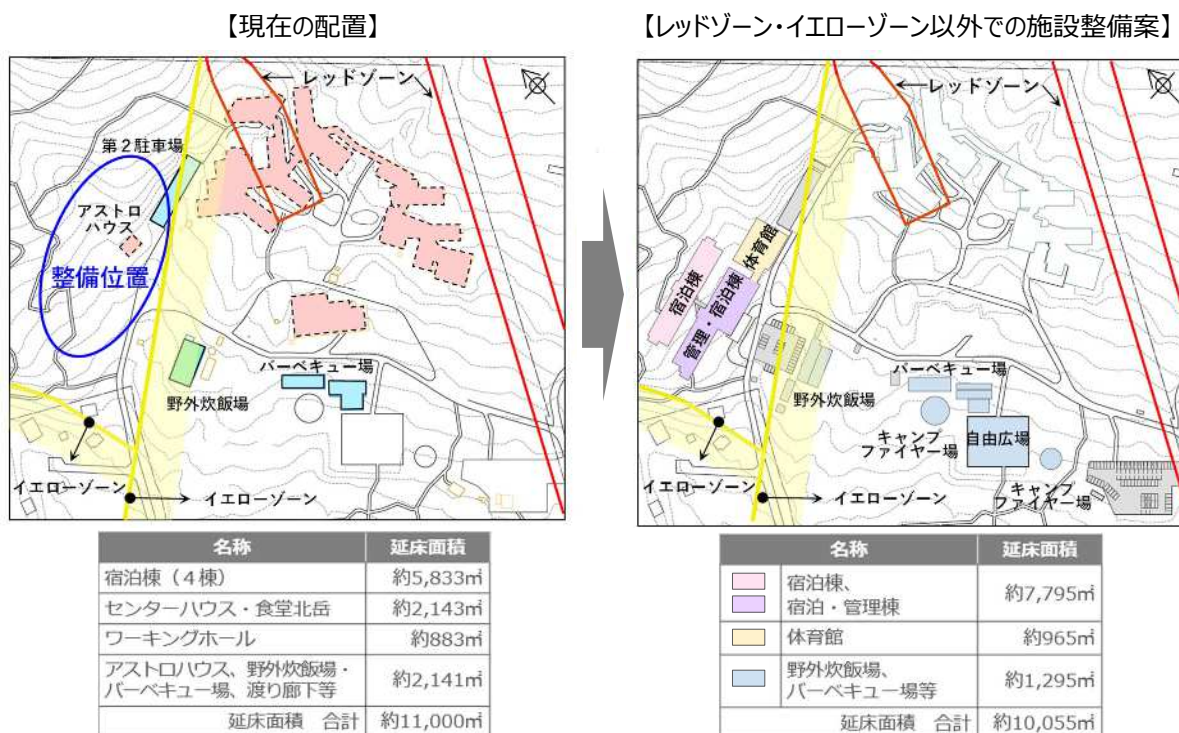 【現在の配置】
レッドゾーン
第2駐車場
アストロ
ハウス
整備位置
バーベキュー場
野外炊飯場
イエローゾーン
イエローゾーン
名称 延床面積
宿泊棟（4棟） 約5,833㎡
センターハウス・食堂北岳 約2,143㎡
ワーキングホール 約883㎡
アストロハウス、野外炊飯場・
バーベキュー場、渡り廊下等 約2,141㎡
延床面積 合計 約11,000㎡
【レッドゾーン・イエローゾーン以外での施設整備案】
レッドゾーン
体育館
宿泊棟
管理・宿泊棟
バーベキュー場
野外炊飯場
キャンプ
ファイヤー場
自由広場
イエローゾーン
イエローゾーン
キャンプ
ファイヤー場
名称 延床面積
宿泊棟、
宿泊・管理棟 約7,795㎡
体育館 約965㎡
野外炊飯場、
バーベキュー場等 約1,295㎡
延床面積 合計 約10,055㎡